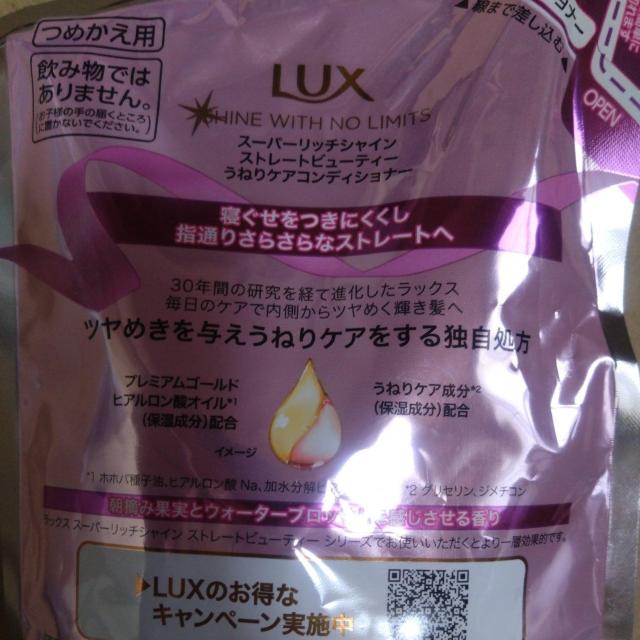 つめかえ用
線まで差し込む
ョナー
OPEN
飲み物では
ありません。
お子様の手の届くところ
に置かないでください。
LUX
SHINE WITH NO LIMITS
スーパーリッチシャイン
ストレートビューティー
うねりケアコンディショナー
寝ぐせをつきにくくし
指通りさらさらなストレートへ
30年間の研究を経て進化したラックス
毎日のケアで内側からツヤめく輝き髪へ
ツヤめきを与えうねりケアをする独自処方
プレミアムゴールド
ヒアルロン酸オイル*1
(保湿成分)配合
うねりケア成分*2
(保湿成分)配合
イメージ
*1 ホホバ種子油、ヒアルロン酸 Na、加水分解ヒ
*2 グリセリン、ジメチコン
朝摘み果実とウォーターブロ 感じさせる香り
ラックス スーパーリッチシャイン ストレートビューティー シリーズでお使いいただくとより一層効果的です。
LUXのお得な
キャンペーン実施中